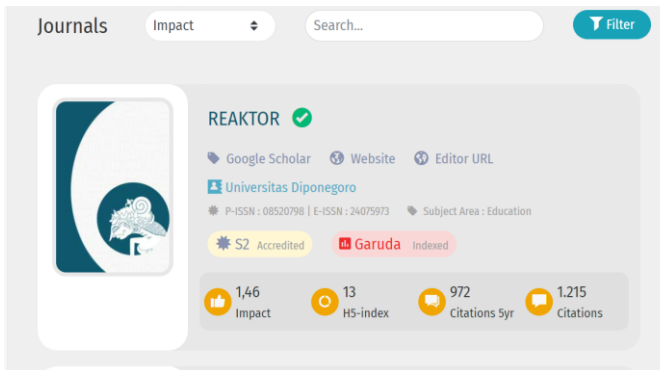 Journals Impact Search... Filter
REAKTOR
Google Scholar Website Editor URL
Universitas Diponegoro
P-ISSN : 08520798 | E-ISSN : 24075973 Subject Area : Education
S2 Accredited Garuda Indexed
1,46 13 972 1.215
Impact H5-index Citations 5yr Citations